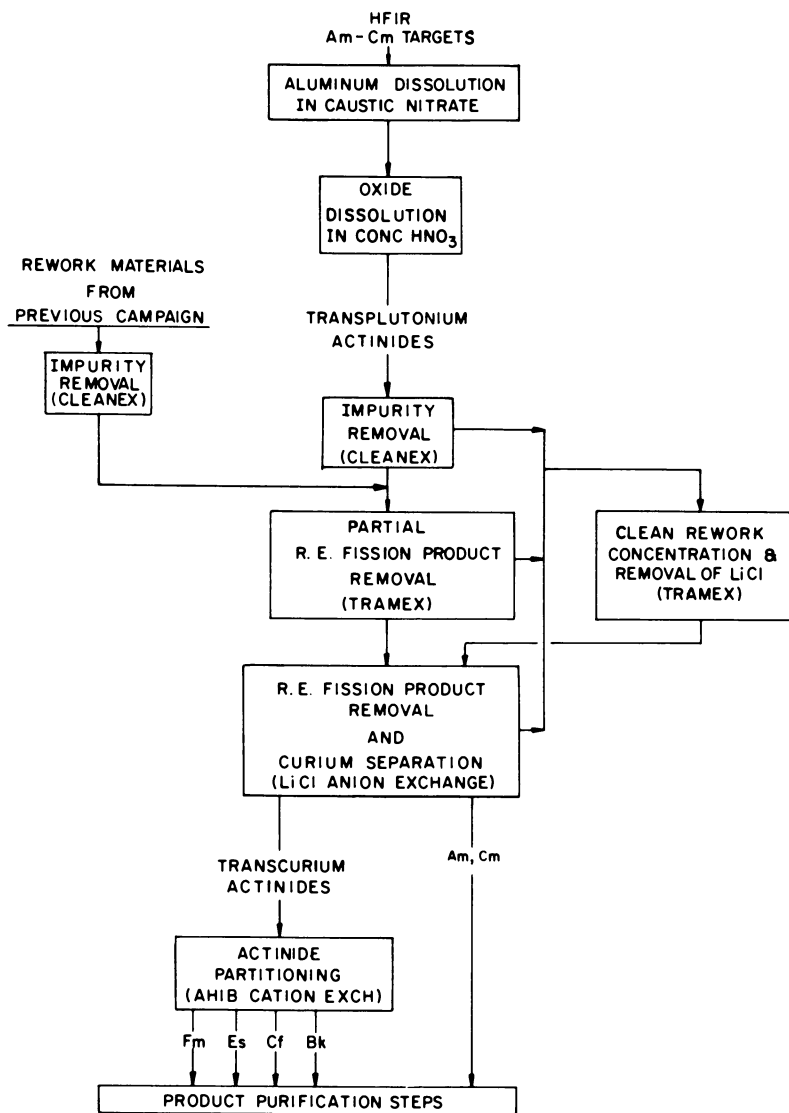 HFIR
Am-Cm TARGETS
ALUMINUM DISSOLUTION
IN CAUSTIC NITRATE
OXIDE
DISSOLUTION
IN CONC HNO₃
REWORK MATERIALS
FROM
PREVIOUS CAMPAIGN
TRANSPLUTONIUM
ACTINIDES
IMPURITY
REMOVAL
(CLEANEX)
IMPURITY
REMOVAL
(CLEANEX)
PARTIAL
R.E. FISSION PRODUCT
REMOVAL
(TRAMEX)
CLEAN REWORK
CONCENTRATION &
REMOVAL OF LiCl
(TRAMEX)
R.E. FISSION PRODUCT
REMOVAL
AND
CURIUM SEPARATION
(LiCl ANION EXCHANGE)
TRANSCURIUM
ACTINIDES
Am, Cm
ACTINIDE
PARTITIONING
(AHIB CATION EXCH)
Fm Es Cf Bk
PRODUCT PURIFICATION STEPS